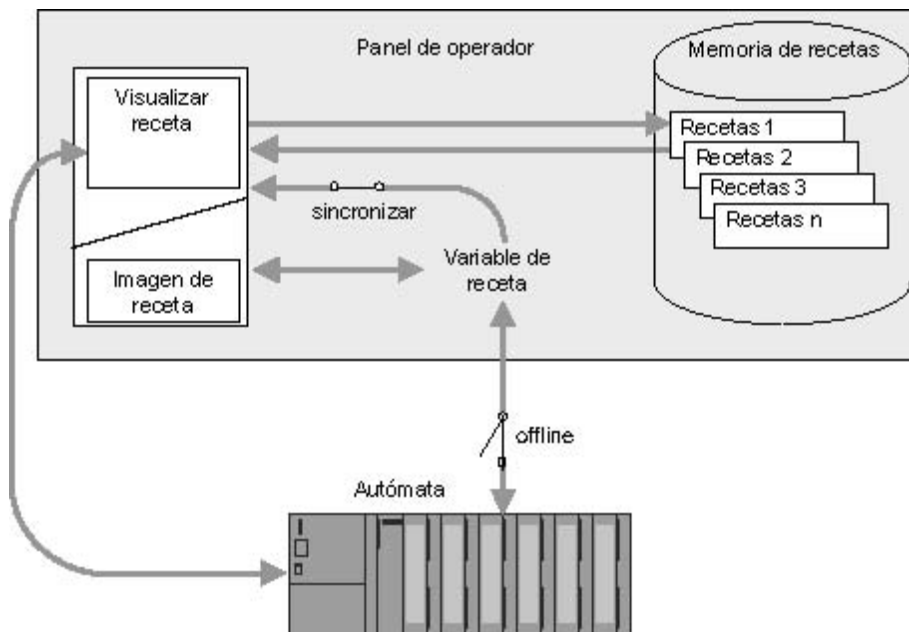 Panel de operador
Memoria de recetas
Visualizar
receta
Recetas 1
Recetas 2
Recetas 3
Recetas n
sincronizar
Variable de
receta
Imagen de
receta
offline
Autómata